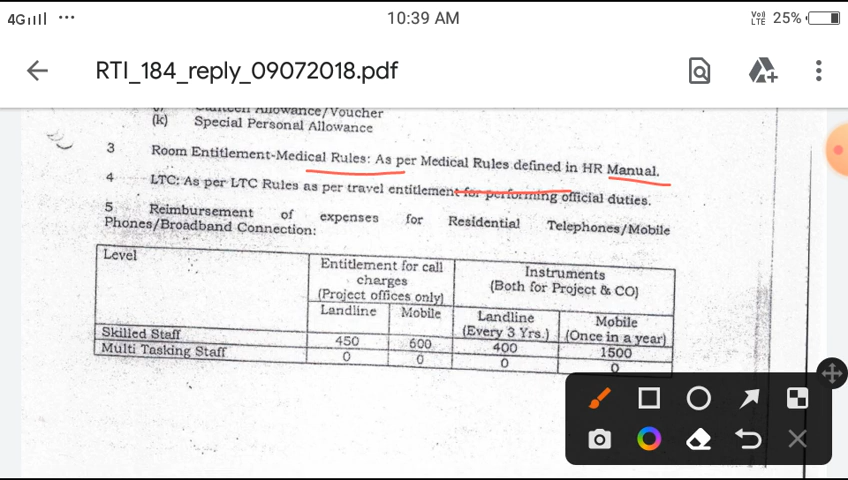 4G
10:39 AM
Vo)) LTE 25%
RTI_184_reply_09072018.pdf
Allowance/Voucher
(k) Special Personal Allowance
3 Room Entitlement-Medical Rules: As per Medical Rules defined in HR Manual.
4 LTC: As per LTC Rules as per travel entitlement for performing official duties.
5 Reimbursement of expenses for Residential Telephones/Mobile
Phones/Broadband Connection:
Level
Entitlement for call
charges
(Project offices only)
Instruments
(Both for Project & CO)
Landline
Mobile
Landline
(Every 3 Yrs.)
Mobile
(Once in a year)
Skilled Staff 450 600 400 1500
Multi Tasking Staff 0 0 0 0